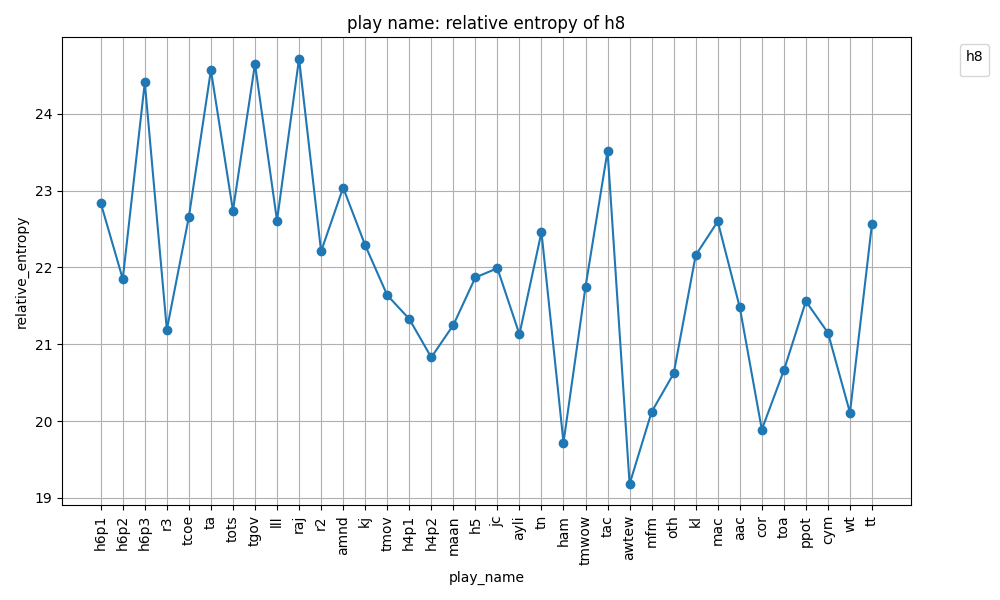 play name: relative entropy of h8
h8
relative_entropy
24
23
22
21
20
19
h6p1 h6p2 h6p3 r3 tcoe ta tots tgov lll raj r2 amnd kj tmov h4p1 h4p2 maan h5 jc ayli tn ham tmwow tac awtew mfm oth kl mac aac cor toa ppot cym wt tt
play_name